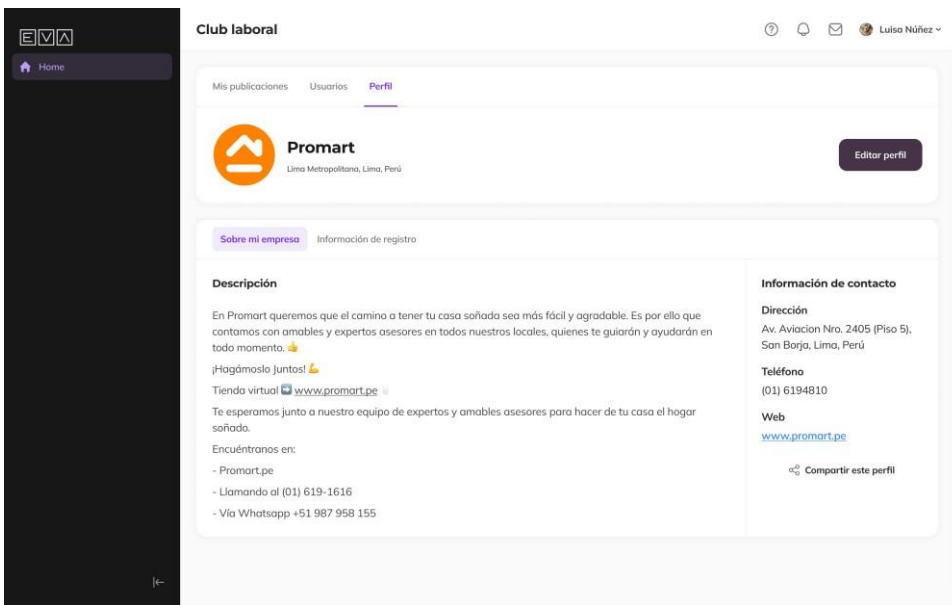 EVA
Home
Club laboral
Luisa Núñez
Mis publicaciones Usuarios Perfil
Promart
Lima Metropolitana, Lima, Perú
Editar perfil
Sobre mi empresa Información de registro
Descripción
En Promart queremos que el camino a tener tu casa soñada sea más fácil y agradable. Es por ello que
contamos con amables y expertos asesores en todos nuestros locales, quienes te guiarán y ayudarán en
todo momento. 👍
¡Hagámoslo Juntos! 💪
Tienda virtual ➡️ www.promart.pe
Te esperamos junto a nuestro equipo de expertos y amables asesores para hacer de tu casa el hogar
soñado.
Encuéntranos en:
- Promart.pe
- Llamando al (01) 619-1616
- Vía Whatsapp +51 987 958 155
Información de contacto
Dirección
Av. Aviacion Nro. 2405 (Piso 5),
San Borja, Lima, Perú
Teléfono
(01) 6194810
Web
www.promart.pe
Compartir este perfil